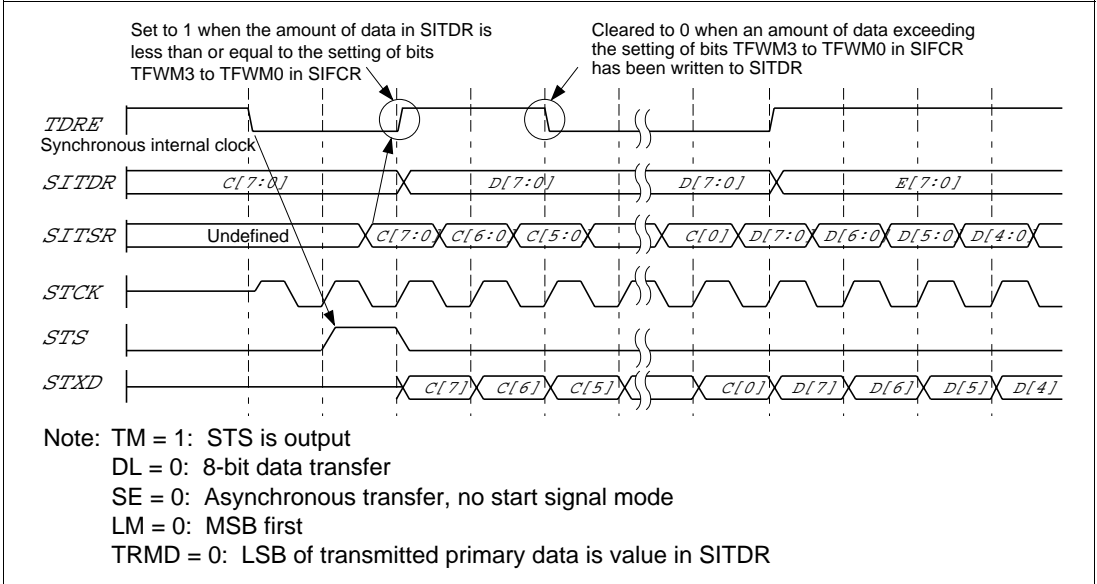 Set to 1 when the amount of data in SITDR is
less than or equal to the setting of bits
TFWM3 to TFWM0 in SIFCR
Cleared to 0 when an amount of data exceeding
the setting of bits TFWM3 to TFWM0 in SIFCR
has been written to SITDR
TDRE
Synchronous internal clock
SITDR C[7:0] D[7:0] D[7:0] E[7:0]
SITSR Undefined C[7:0] C[6:0] C[5:0] C[0] D[7:0] D[6:0] D[5:0] D[4:0]
STCK
STS
STXD C[7] C[6] C[5] C[0] D[7] D[6] D[5] D[4]
Note: TM = 1: STS is output
DL = 0: 8-bit data transfer
SE = 0: Asynchronous transfer, no start signal mode
LM = 0: MSB first
TRMD = 0: LSB of transmitted primary data is value in SITDR